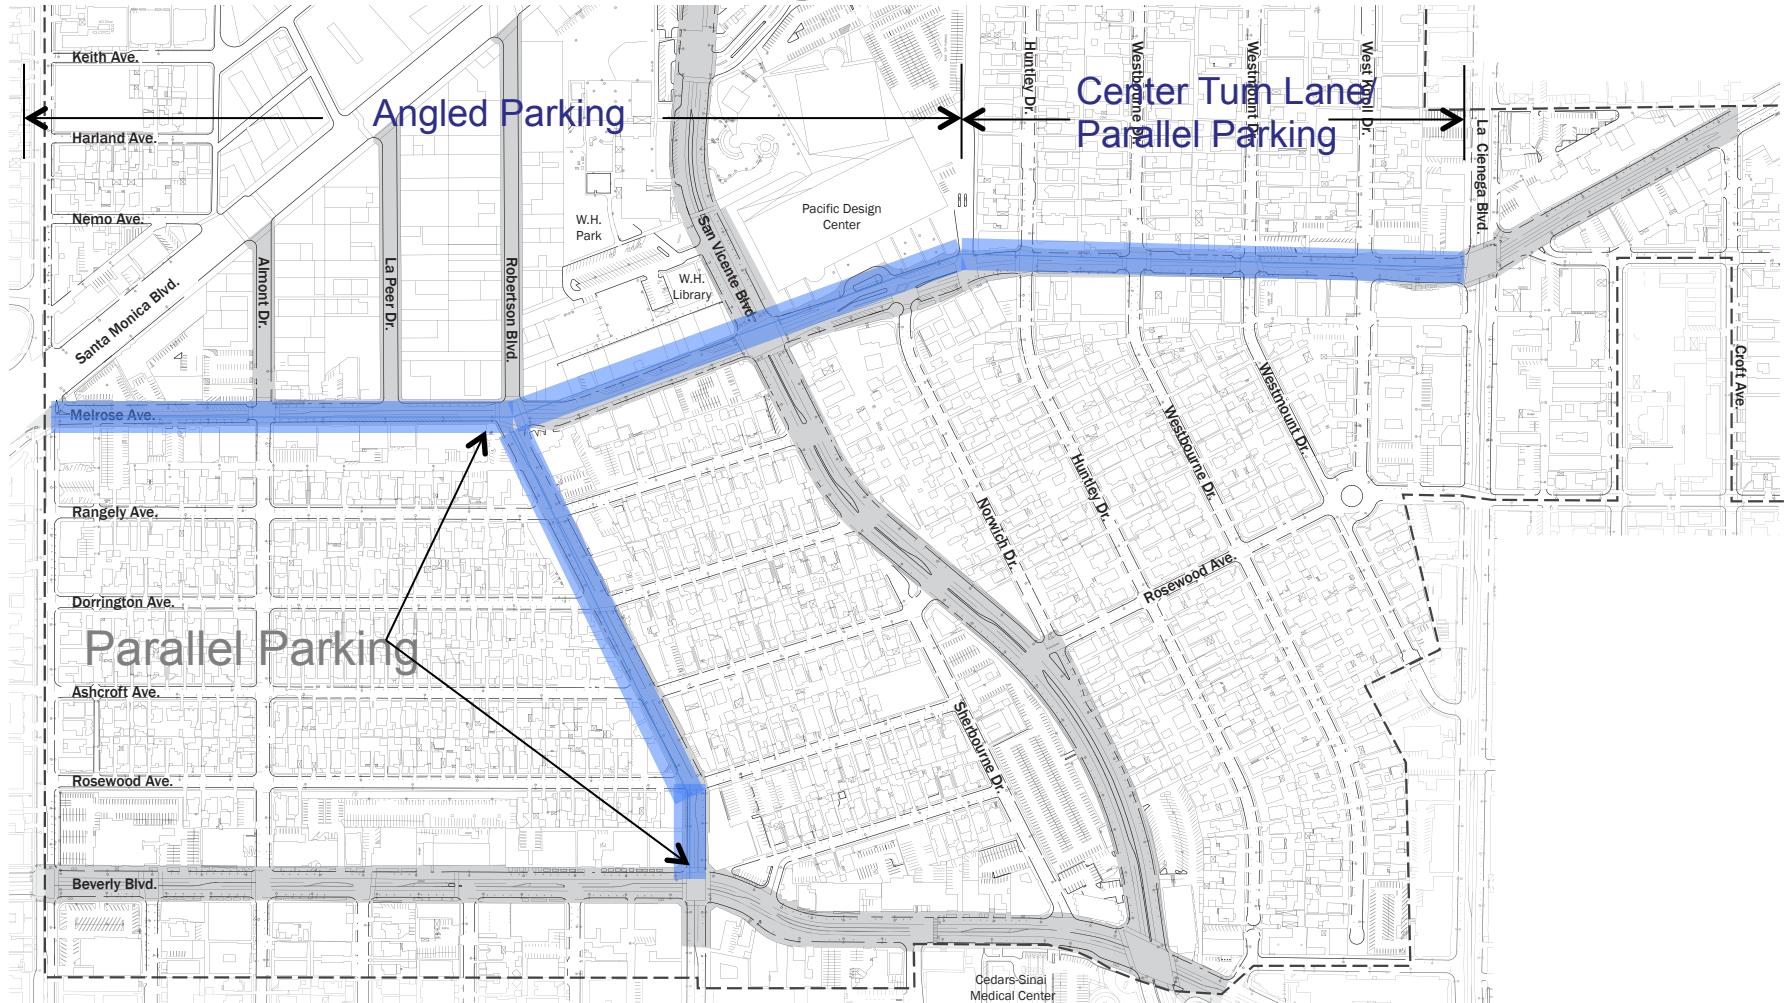 Keith Ave.
Huntley Dr.
Westbourne Dr.
Westmount Dr.
West Knoll Dr.
Angled Parking
Center Turn Lane/
Parallel Parking
Harland Ave.
La Cienega Blvd.
Nemo Ave.
W.H.
Park
Pacific Design
Center
San Vicente Blvd.
W.H.
Library
Santa Monica Blvd.
Almont Dr.
La Peer Dr.
Robertson Blvd.
Croft Ave.
Melrose Ave.
Westmount Dr.
Westbourne Dr.
Huntley Dr.
Norwich Dr.
Rangely Ave.
Rosewood Ave.
Dorrington Ave.
Parallel Parking
Ashcroft Ave.
Sherbourne Dr.
Rosewood Ave.
Beverly Blvd.
Cedars-Sinai
Medical Center